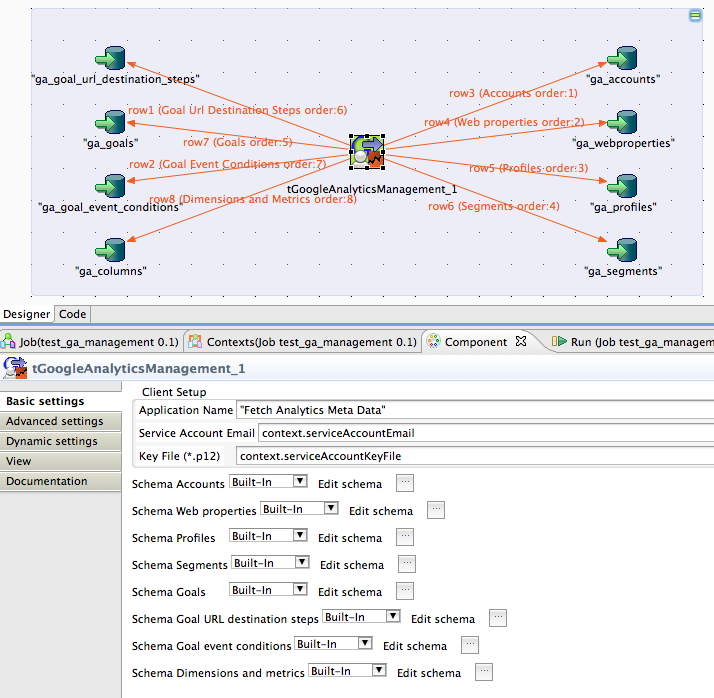 "ga_goal_url_destination_steps"
"ga_accounts"
row3 (Accounts order:1)
row1 (Goal Url Destination Steps order:6)
row4 (Web properties order:2)
"ga_goals"
row7 (Goals order:5)
"ga_webproperties"
row2 (Goal Event Conditions order:7)
row5 (Profiles order:3)
tGoogleAnalyticsManagement_1
"ga_goal_event_conditions"
row8 (Dimensions and Metrics order:8)
row6 (Segments order:4)
"ga_profiles"
"ga_columns"
"ga_segments"
Designer Code
Job(test_ga_management 0.1) Contexts(Job test_ga_management 0.1) Component Run (Job test_ga_managem
tGoogleAnalyticsManagement_1
Basic settings
Advanced settings
Dynamic settings
View
Documentation
Client Setup
Application Name "Fetch Analytics Meta Data"
Service Account Email context.serviceAccountEmail
Key File (*.p12) context.serviceAccountKeyFile
Schema Accounts Built-In Edit schema ...
Schema Web properties Built-In Edit schema ...
Schema Profiles Built-In Edit schema ...
Schema Segments Built-In Edit schema ...
Schema Goals Built-In Edit schema ...
Schema Goal URL destination steps Built-In Edit schema ...
Schema Goal event conditions Built-In Edit schema ...
Schema Dimensions and metrics Built-In Edit schema ...